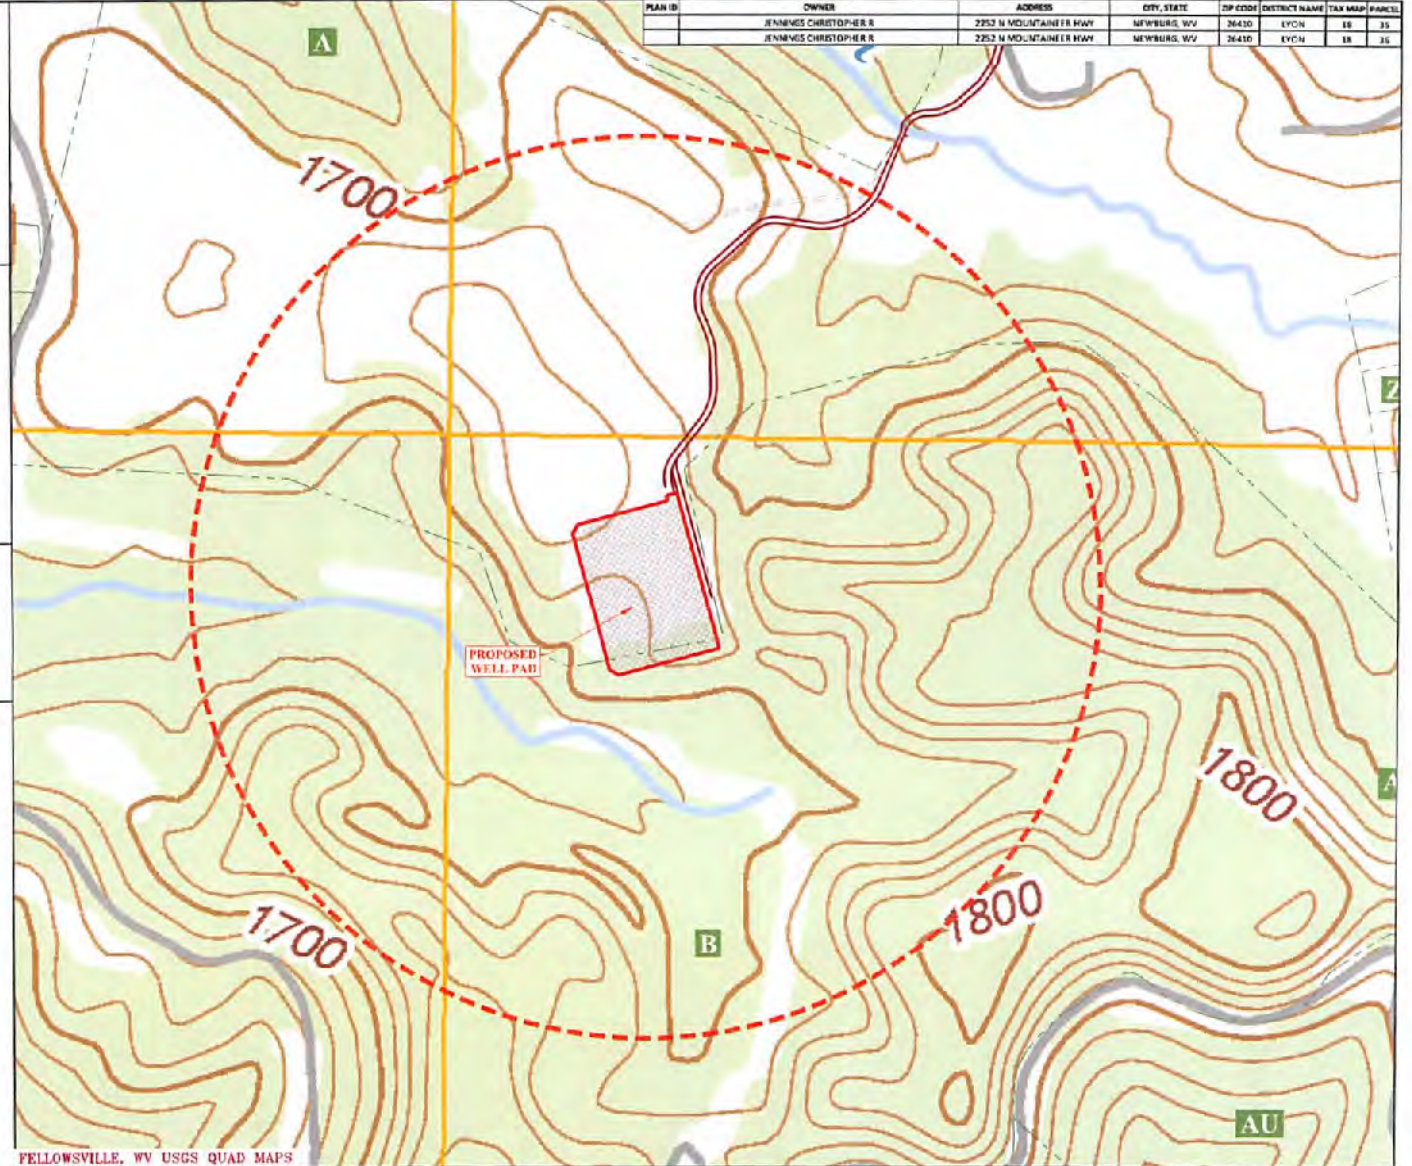 PLAN ID OWNER ADDRESS CITY, STATE ZIP CODE DISTRICT NAME TAX MAP PARCEL
JENNINGS CHRISTOPHER R 2252 N MOUNTAINEER HWY NEWBURG, WV 26410 LYON 18 35
JENNINGS CHRISTOPHER R 2252 N MOUNTAINEER HWY NEWBURG, WV 26410 LYON 18 36
A
1700
Z
PROPOSED
WELL PAD
A
1800
1800
1700
B
AU
FELLOWSVILLE, WV USGS QUAD MAPS